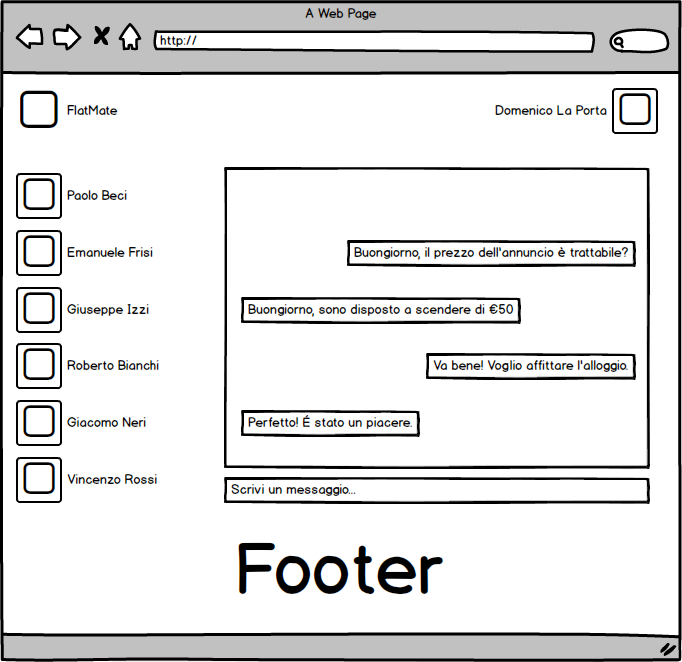 A Web Page
http://
FlatMate
Domenico La Porta
Paolo Beci
Emanuele Frisi
Giuseppe Izzi
Roberto Bianchi
Giacomo Neri
Vincenzo Rossi
Buongiorno, il prezzo dell'annuncio è trattabile?
Buongiorno, sono disposto a scendere di €50
Va bene! Voglio affittare l'alloggio.
Perfetto! É stato un piacere.
Scrivi un messaggio...
Footer